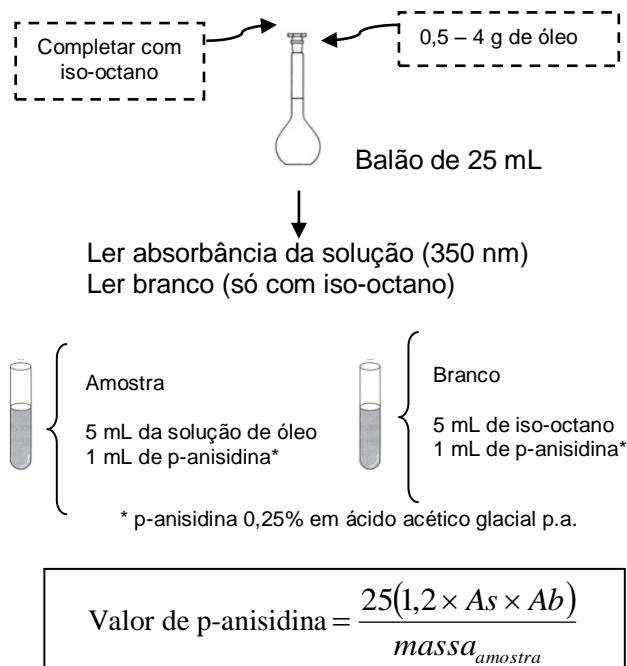 Completar com
iso-octano
0,5 – 4 g de óleo
Balão de 25 mL
Ler absorbância da solução (350 nm)
Ler branco (só com iso-octano)
Amostra
5 mL da solução de óleo
1 mL de p-anisidina*
Branco
5 mL de iso-octano
1 mL de p-anisidina*
* p-anisidina 0,25% em ácido acético glacial p.a.
Valor de p-anisidina = 25(1,2 × As × Ab) / massa_amostra